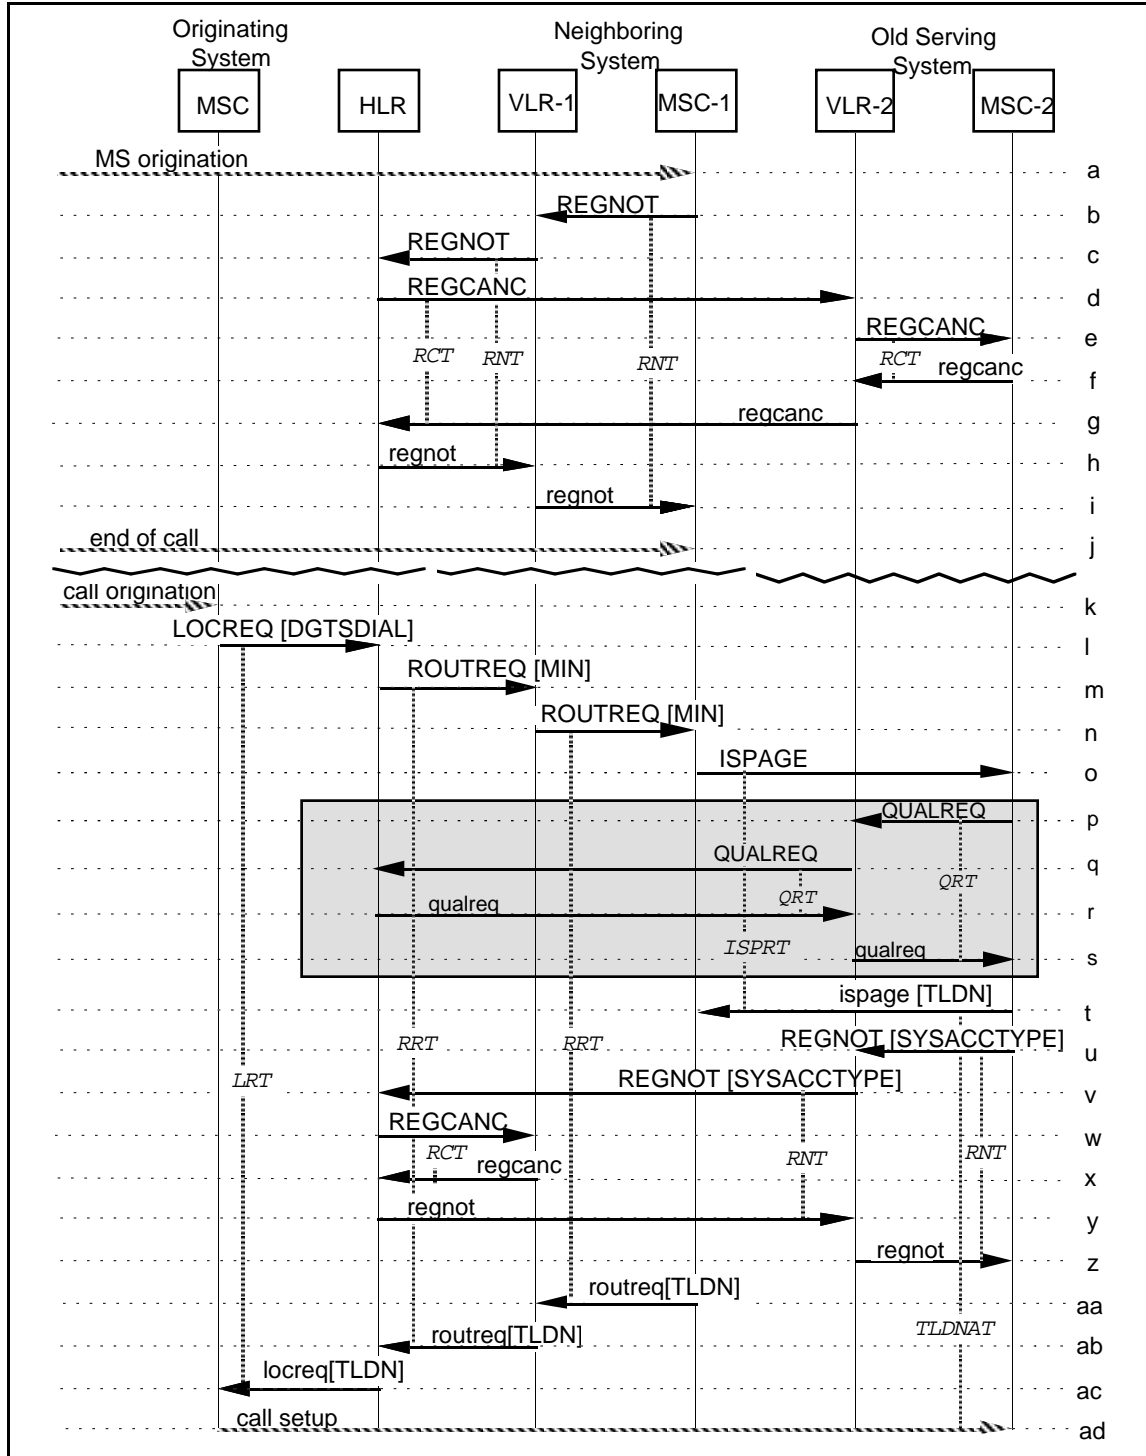 Originating
System
Neighboring
System
Old Serving
System
MSC
HLR
VLR-1
MSC-1
VLR-2
MSC-2
MS origination
a
REGNOT
b
REGNOT
c
REGCANC
d
REGCANC
e
RCT
RNT
RNT
RCT
regcanc
f
regcanc
g
regnot
h
regnot
i
end of call
j
call origination
k
LOCREQ [DGTSDIAL]
l
ROUTREQ [MIN]
m
ROUTREQ [MIN]
n
ISPAGE
o
QUALREQ
p
QUALREQ
q
QRT
QRT
qualreq
r
ISPRT
qualreq
s
ispage [TLDN]
t
RRT
RRT
REGNOT [SYSACCTYPE]
u
LRT
REGNOT [SYSACCTYPE]
v
REGCANC
w
RCT
RNT
RNT
regcanc
x
regnot
y
regnot
z
routreq[TLDN]
aa
TLDNAT
routreq[TLDN]
ab
locreq[TLDN]
ac
call setup
ad